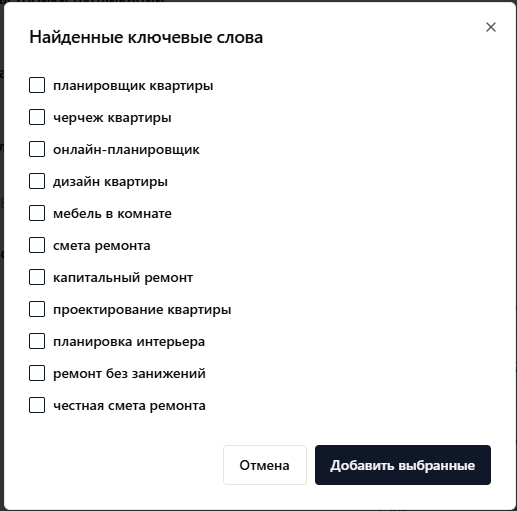 Найденные ключевые слова
планировщик квартиры
черчеж квартиры
онлайн-планировщик
дизайн квартиры
мебель в комнате
смета ремонта
капитальный ремонт
проектирование квартиры
планировка интерьера
ремонт без занижений
честная смета ремонта
Отмена
Добавить выбранные